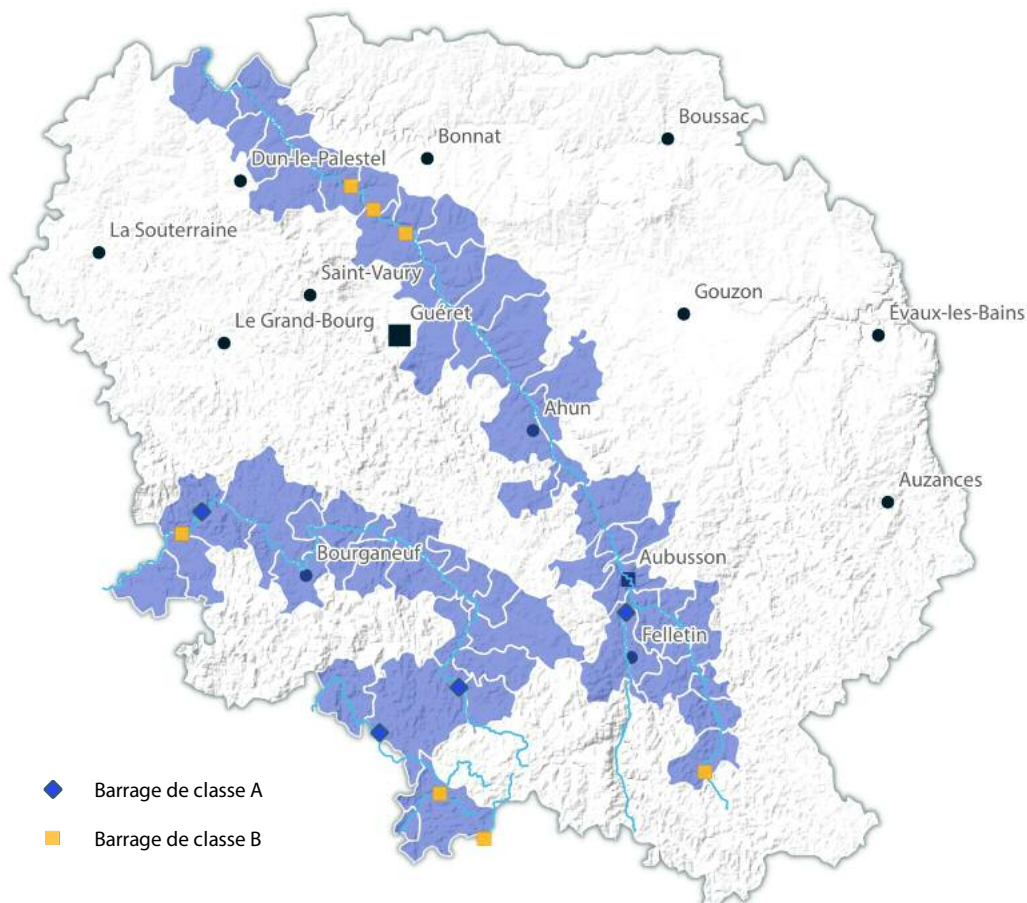 Boussac
Bonnat
Dun-le-Palestel
La Souterraine
Saint-Vaury
Gouzon
Guéret
Le Grand-Bourg
Évaux-les-Bains
Ahun
Auzances
Bourganeuf
Aubusson
Felletin
Barrage de classe A
Barrage de classe B